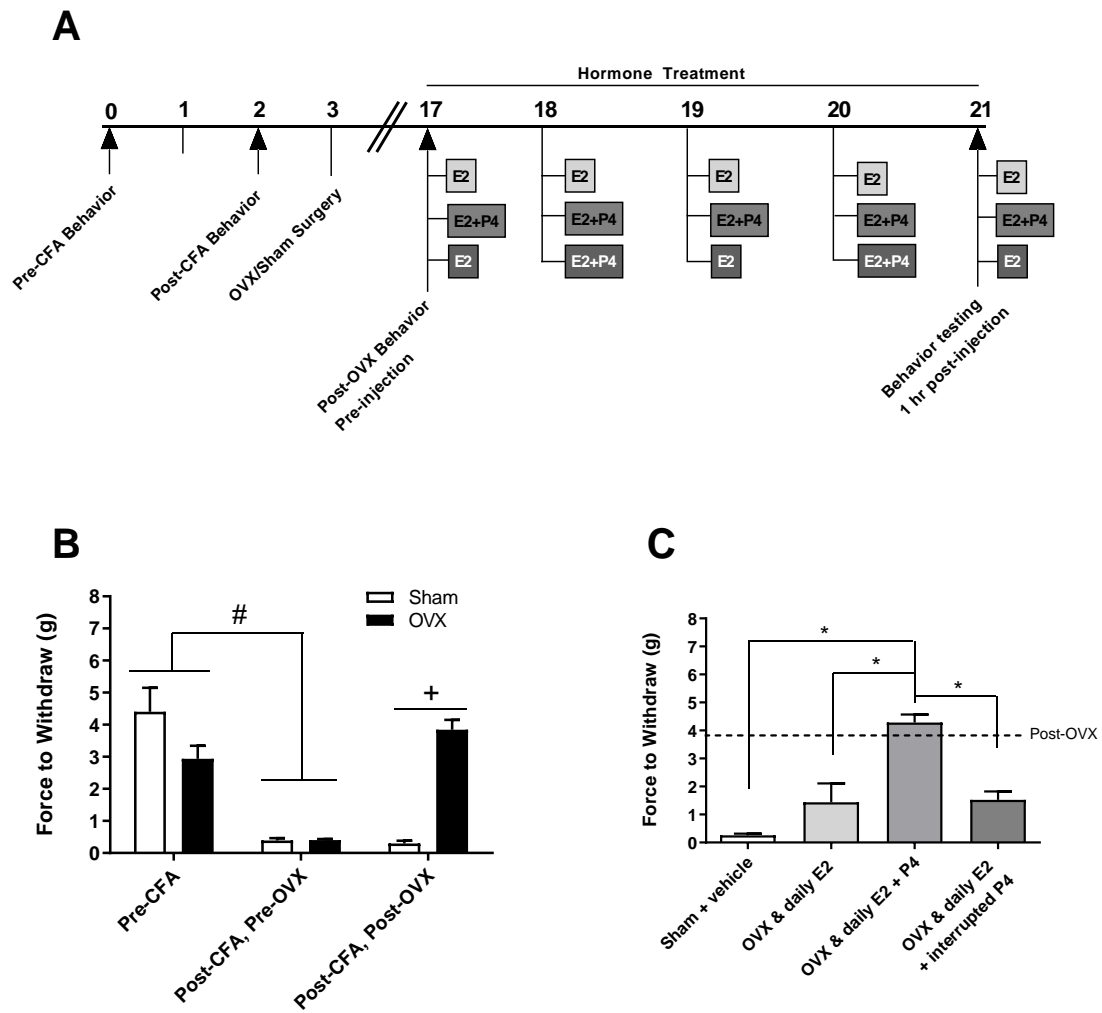 A
Hormone Treatment
0 1 2 3 17 18 19 20 21
E2 E2 E2 E2 E2
E2+P4 E2+P4 E2+P4 E2+P4 E2+P4
E2 E2+P4 E2 E2+P4 E2
Pre-CFA Behavior
Post-CFA Behavior
OVX/Sham Surgery
Post-OVX Behavior
Pre-injection
Behavior testing
1 hr post-injection
B
Force to Withdraw (g)
8
7
6
5
4
3
2
1
0
#
+
Sham
OVX
Pre-CFA
Post-CFA, Pre-OVX
Post-CFA, Post-OVX
C
Force to Withdraw (g)
8
7
6
5
4
3
2
1
0
*
*
*
Post-OVX
Sham + vehicle
OVX & daily E2
OVX & daily E2 + P4
OVX & daily E2
+ interrupted P4